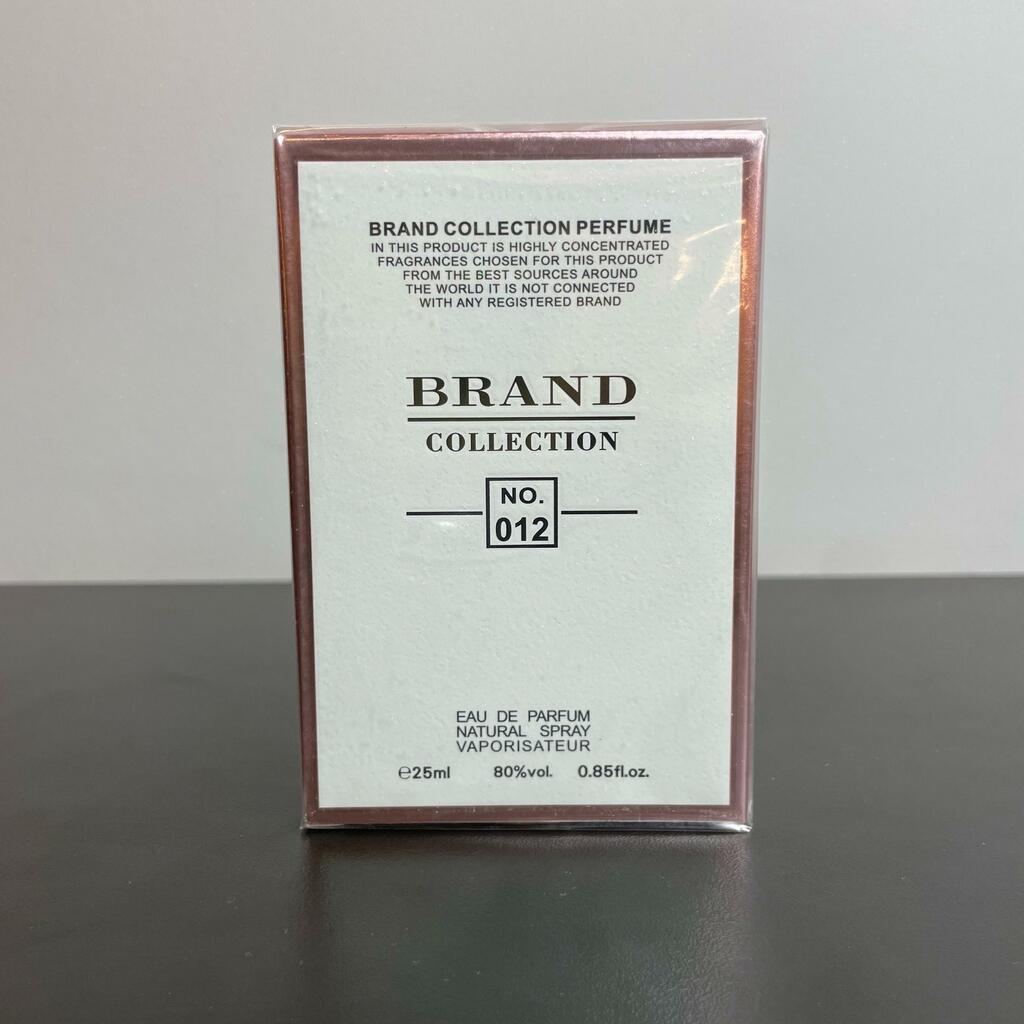 BRAND COLLECTION PERFUME
IN THIS PRODUCT IS HIGHLY CONCENTRATED
FRAGRANCES CHOSEN FOR THIS PRODUCT
FROM THE BEST SOURCES AROUND
THE WORLD IT IS NOT CONNECTED
WITH ANY REGISTERED BRAND
BRAND
COLLECTION
NO.
012
EAU DE PARFUM
NATURAL SPRAY
VAPORISATEUR
℮25ml 80%vol. 0.85fl.oz.